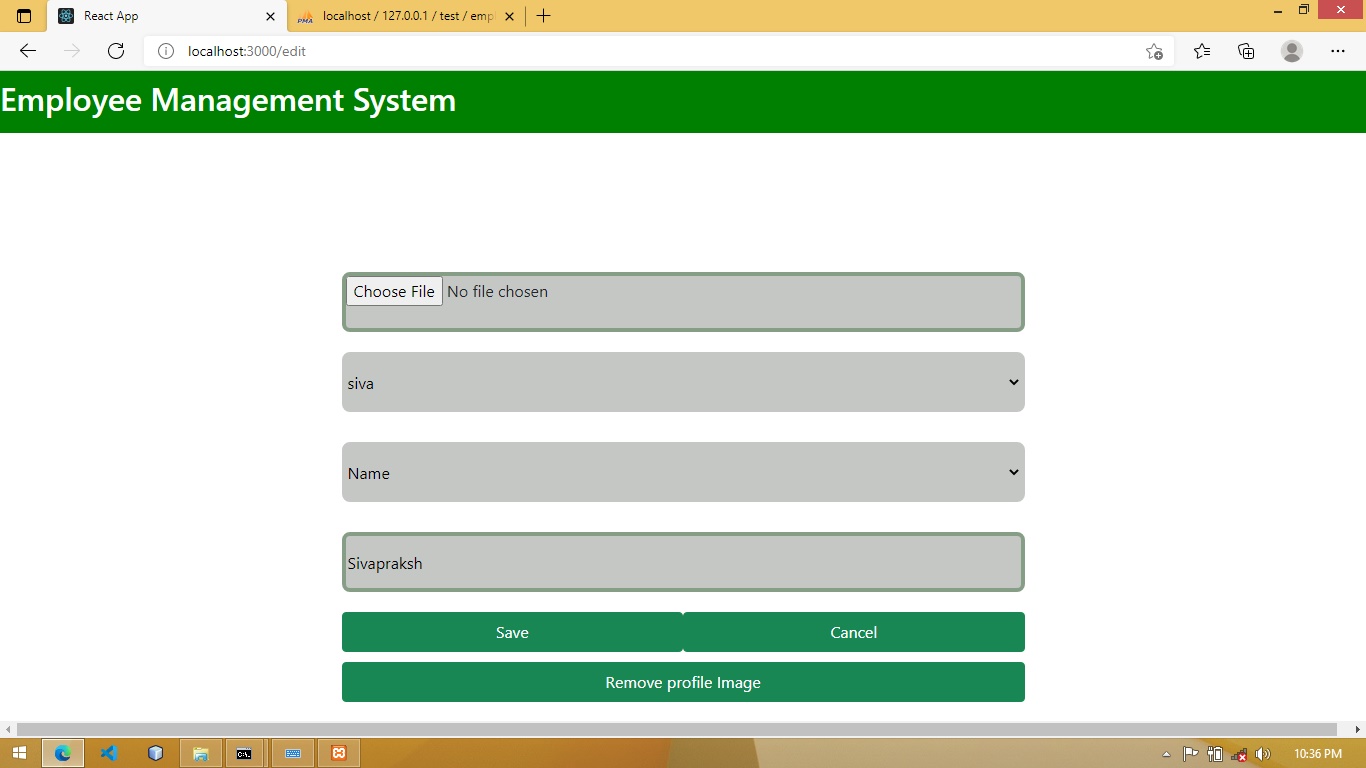 React App
localhost / 127.0.0.1 / test / emp
localhost:3000/edit
Employee Management System
Choose File No file chosen
siva
Name
Sivapraksh
Save
Cancel
Remove profile Image
10:36 PM